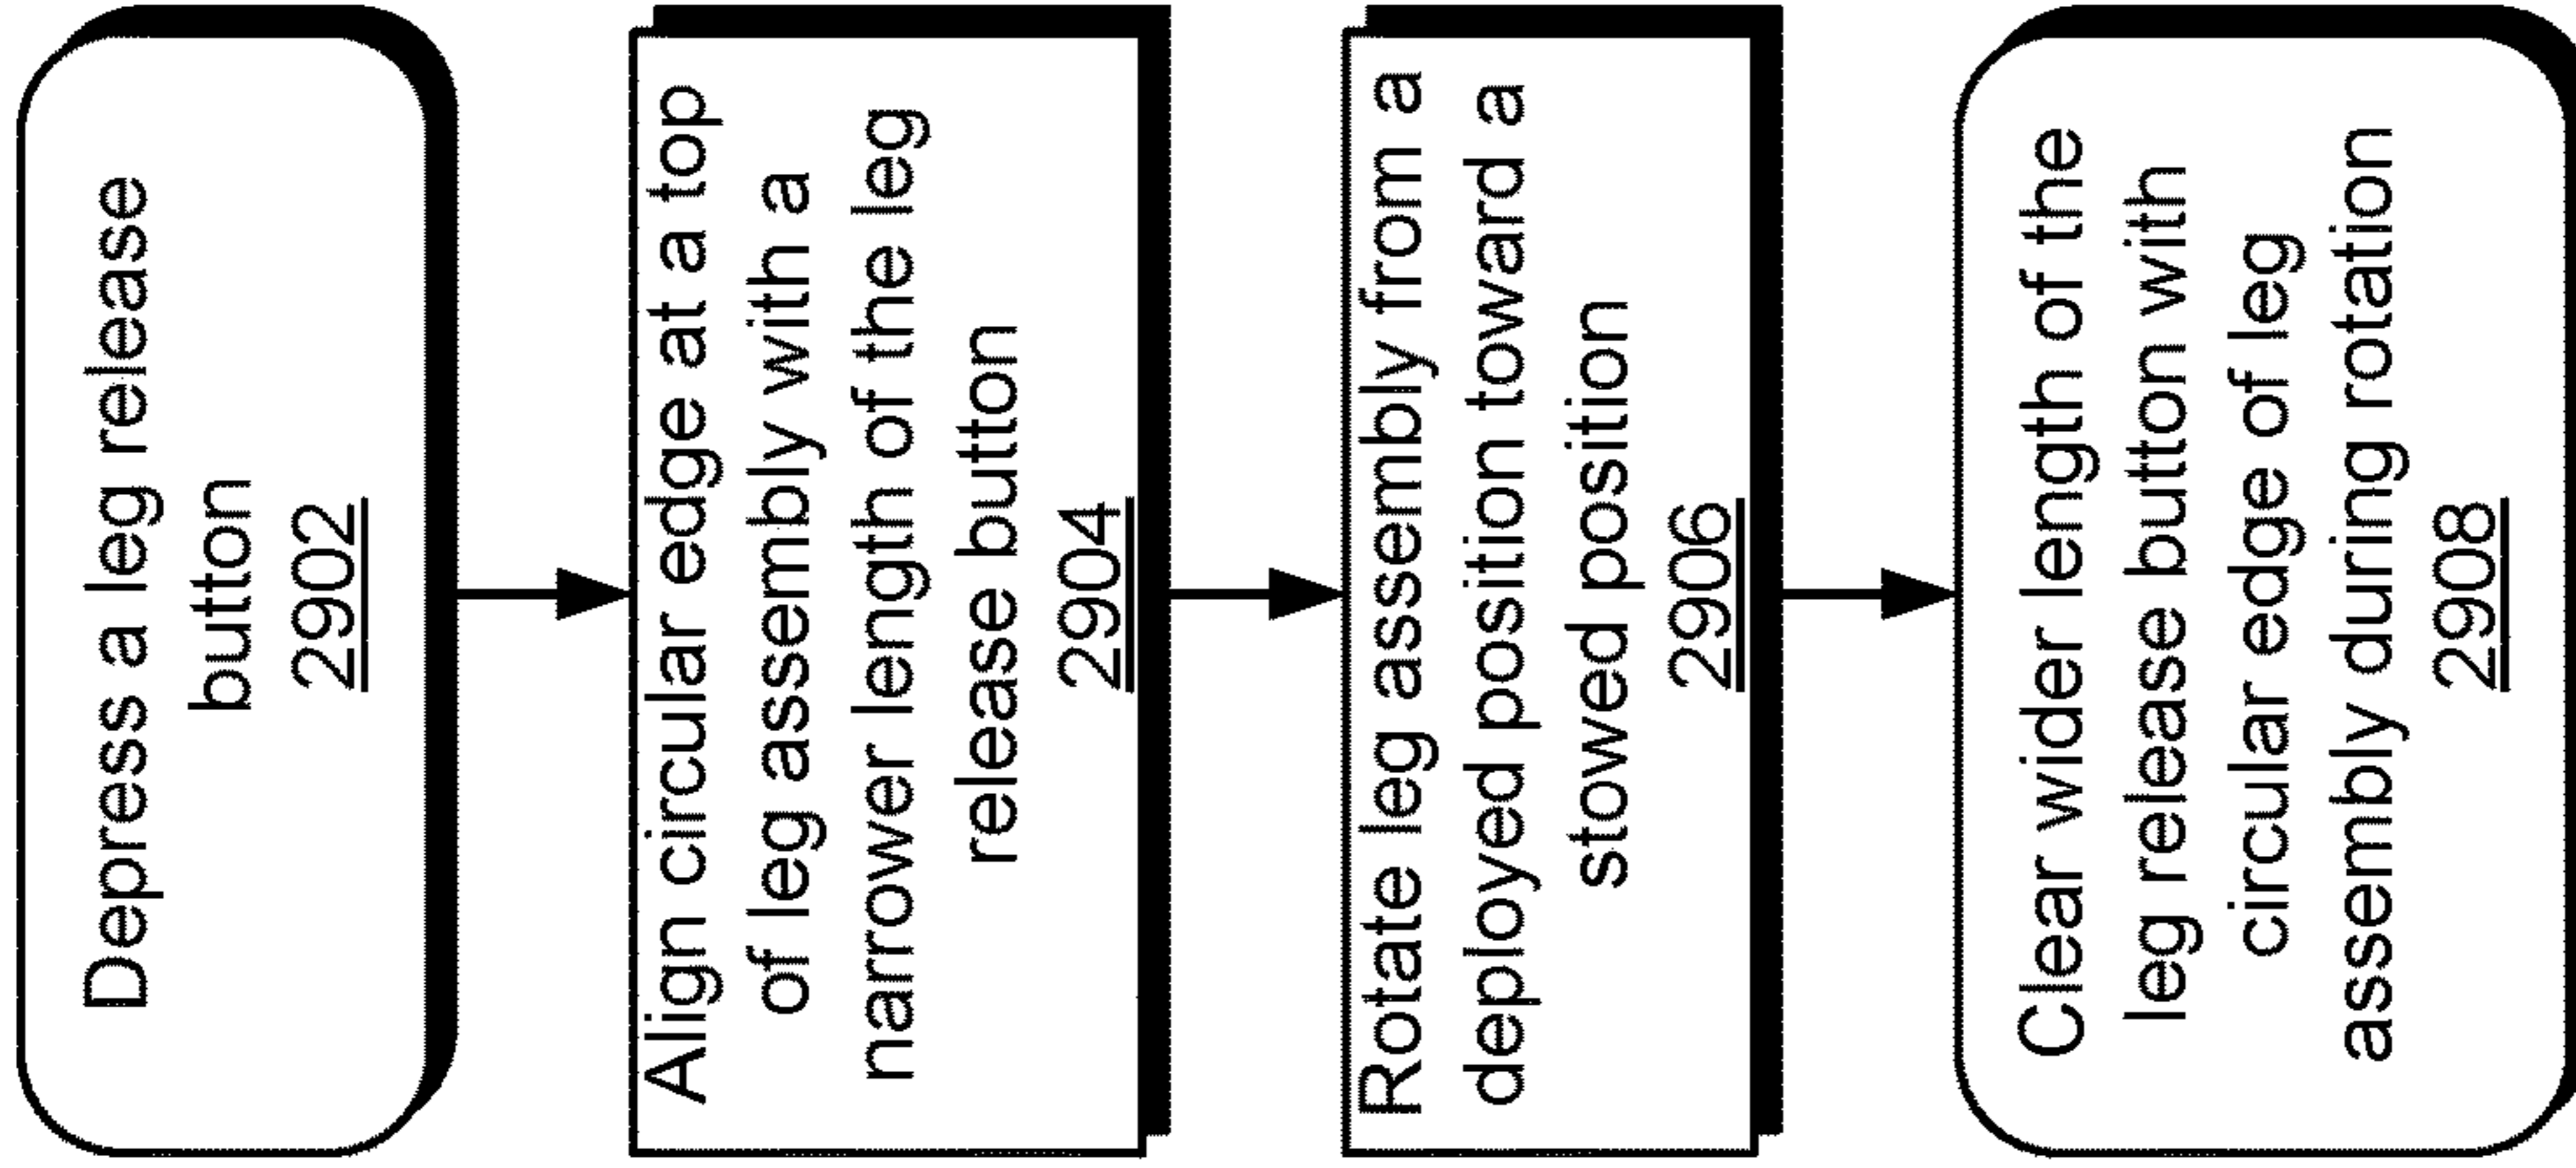 Depress a leg release
button
2902
Align circular edge at a top
of leg assembly with a
narrower length of the leg
release button
2904
Rotate leg assembly from a
deployed position toward a
stowed position
2906
Clear wider length of the
leg release button with
circular edge of leg
assembly during rotation
2908